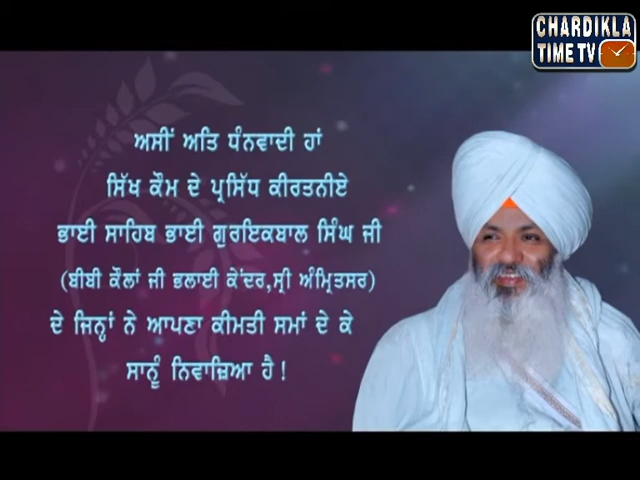 CHARDIKLA
TIME TV
ਅਸੀਂ ਅਤਿ ਧੰਨਵਾਦੀ ਹਾਂ
ਸਿੱਖ ਕੌਮ ਦੇ ਪ੍ਰਸਿੱਧ ਕੀਰਤਨੀਏ
ਭਾਈ ਸਾਹਿਬ ਭਾਈ ਗੁਰਇਕਬਾਲ ਸਿੰਘ ਜੀ
(ਬੀਬੀ ਕੌਲਾਂ ਜੀ ਭਲਾਈ ਕੇਂਦਰ,ਸ੍ਰੀ ਅੰਮ੍ਰਿਤਸਰ)
ਦੇ ਜਿਨ੍ਹਾਂ ਨੇ ਆਪਣਾ ਕੀਮਤੀ ਸਮਾਂ ਦੇ ਕੇ
ਸਾਨੂੰ ਨਿਵਾਜ਼ਿਆ ਹੈ !